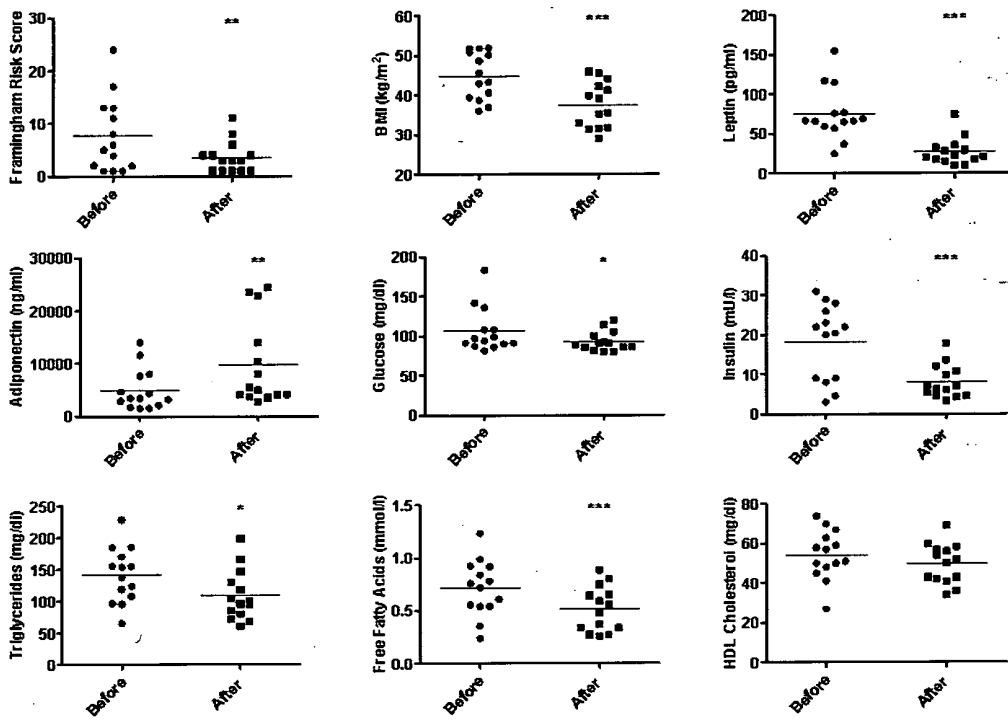 Framingham Risk Score
30
20
10
0
**
Before
After
BMI (kg/m²)
60
50
40
30
20
***
Before
After
Leptin (pg/ml)
200
150
100
50
0
***
Before
After
Adiponectin (ng/ml)
30000
20000
10000
0
**
Before
After
Glucose (mg/dl)
200
150
100
50
0
*
Before
After
Insulin (mU/l)
40
30
20
10
0
***
Before
After
Triglycerides (mg/dl)
250
200
150
100
50
0
*
Before
After
Free Fatty Acids (mmol/l)
1.5
1.0
0.5
0.0
***
Before
After
HDL Cholesterol (mg/dl)
80
60
40
20
0
Before
After